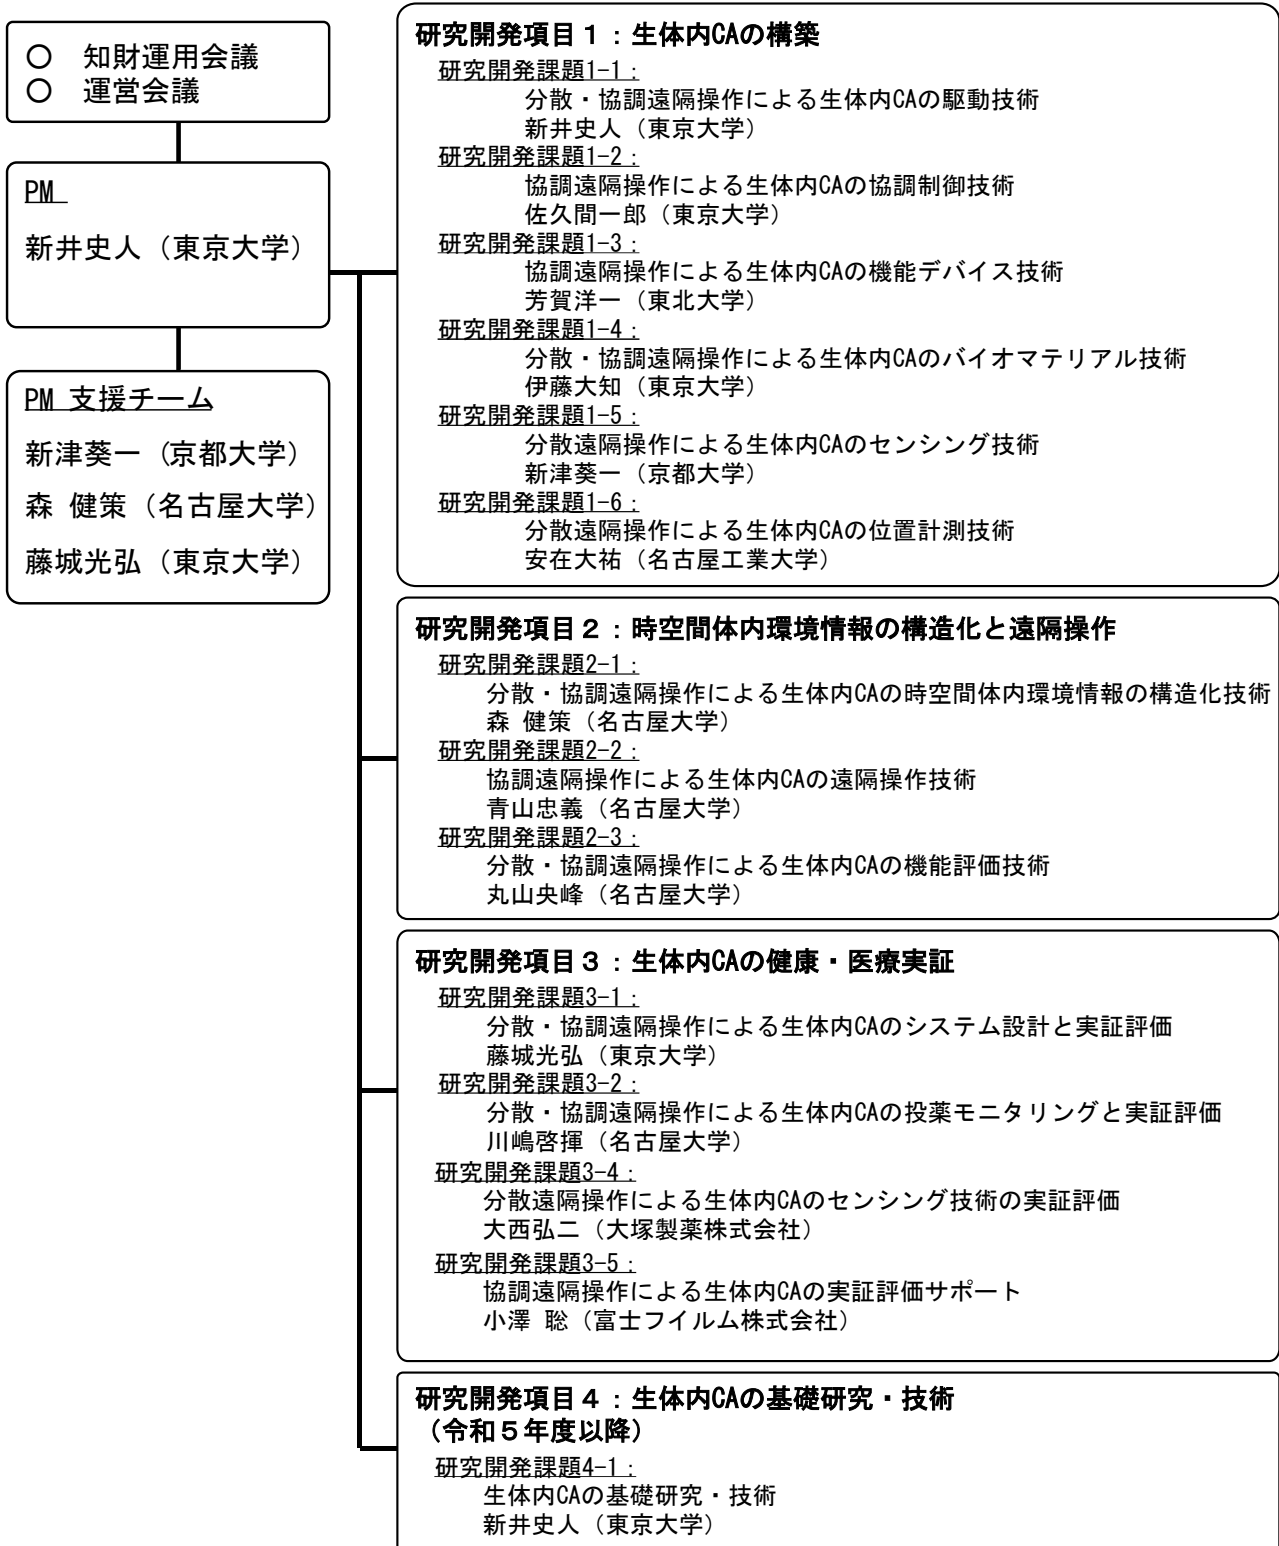 ○ 知財運用会議
○ 運営会議
PM
新井史人（東京大学）
PM 支援チーム
新津葵一（京都大学）
森 健策（名古屋大学）
藤城光弘（東京大学）
研究開発項目１：生体内CAの構築
研究開発課題1-1：
分散・協調遠隔操作による生体内CAの駆動技術
新井史人（東京大学）
研究開発課題1-2：
協調遠隔操作による生体内CAの協調制御技術
佐久間一郎（東京大学）
研究開発課題1-3：
協調遠隔操作による生体内CAの機能デバイス技術
芳賀洋一（東北大学）
研究開発課題1-4：
分散・協調遠隔操作による生体内CAのバイオマテリアル技術
伊藤大知（東京大学）
研究開発課題1-5：
分散遠隔操作による生体内CAのセンシング技術
新津葵一（京都大学）
研究開発課題1-6：
分散遠隔操作による生体内CAの位置計測技術
安在大祐（名古屋工業大学）
研究開発項目２：時空間体内環境情報の構造化と遠隔操作
研究開発課題2-1：
分散・協調遠隔操作による生体内CAの時空間体内環境情報の構造化技術
森 健策（名古屋大学）
研究開発課題2-2：
協調遠隔操作による生体内CAの遠隔操作技術
青山忠義（名古屋大学）
研究開発課題2-3：
分散・協調遠隔操作による生体内CAの機能評価技術
丸山央峰（名古屋大学）
研究開発項目３：生体内CAの健康・医療実証
研究開発課題3-1：
分散・協調遠隔操作による生体内CAのシステム設計と実証評価
藤城光弘（東京大学）
研究開発課題3-2：
分散・協調遠隔操作による生体内CAの投薬モニタリングと実証評価
川嶋啓揮（名古屋大学）
研究開発課題3-4：
分散遠隔操作による生体内CAのセンシング技術の実証評価
大西弘二（大塚製薬株式会社）
研究開発課題3-5：
協調遠隔操作による生体内CAの実証評価サポート
小澤 聡（富士フイルム株式会社）
研究開発項目４：生体内CAの基礎研究・技術
（令和５年度以降）
研究開発課題4-1：
生体内CAの基礎研究・技術
新井史人（東京大学）